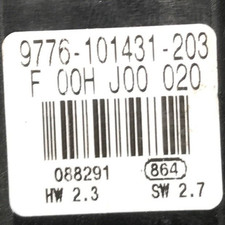 9776-101431-203
F 00H J00 020
088291 864
HW 2.3 SW 2.7